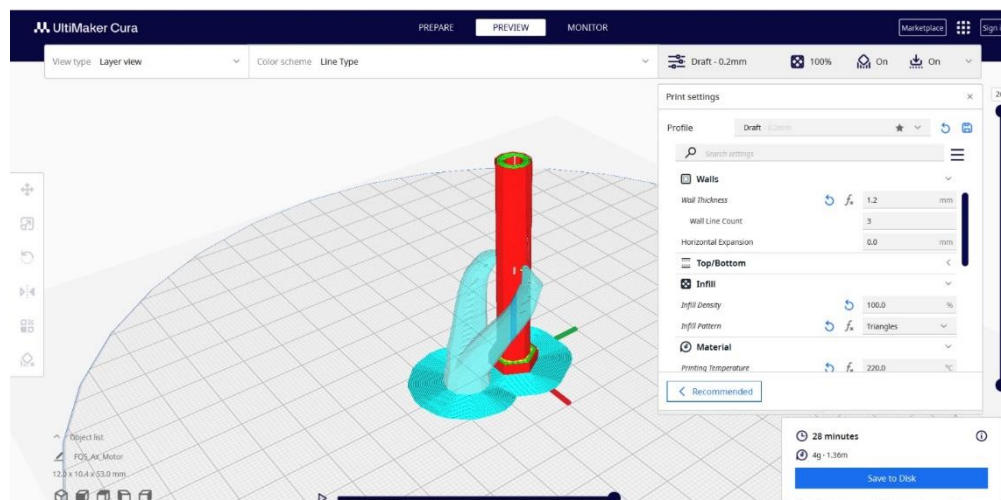 UltiMaker Cura
PREPARE
PREVIEW
MONITOR
Marketplace
Sign
View type Layer view
Color scheme Line Type
Draft - 0.2mm
100%
On
On
Print settings
Profile
Draft - 0.2mm
Search settings
Walls
Wall Thickness
1.2
mm
Wall Line Count
3
Horizontal Expansion
0.0
mm
Top/Bottom
Infill
Infill Density
100.0
%
Infill Pattern
Triangles
Material
Printing Temperature
220.0
°C
Recommended
Object list
12.0 x 10.4 x 53.0 mm
28 minutes
4g · 1.36m
Save to Disk